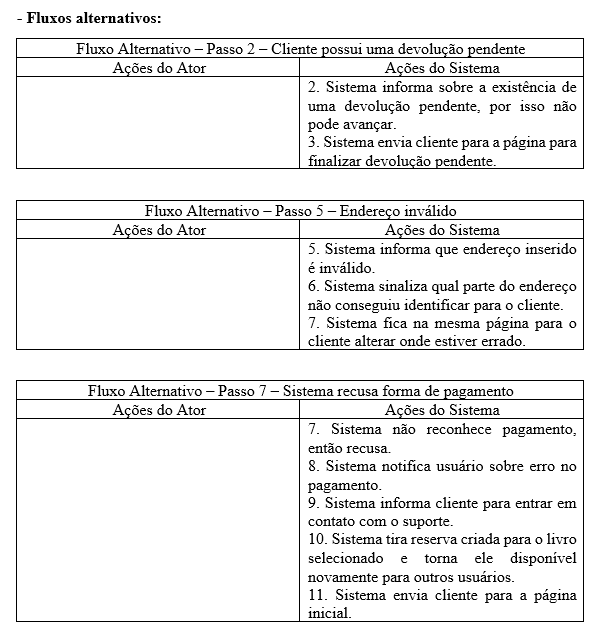 - Fluxos alternativos:
Fluxo Alternativo – Passo 2 – Cliente possui uma devolução pendente
Ações do Ator
Ações do Sistema
2. Sistema informa sobre a existência de
uma devolução pendente, por isso não
pode avançar.
3. Sistema envia cliente para a página para
finalizar devolução pendente.
Fluxo Alternativo – Passo 5 – Endereço inválido
Ações do Ator
Ações do Sistema
5. Sistema informa que endereço inserido
é inválido.
6. Sistema sinaliza qual parte do endereço
não conseguiu identificar para o cliente.
7. Sistema fica na mesma página para o
cliente alterar onde estiver errado.
Fluxo Alternativo – Passo 7 – Sistema recusa forma de pagamento
Ações do Ator
Ações do Sistema
7. Sistema não reconhece pagamento,
então recusa.
8. Sistema notifica usuário sobre erro no
pagamento.
9. Sistema informa cliente para entrar em
contato com o suporte.
10. Sistema tira reserva criada para o livro
selecionado e torna ele disponível
novamente para outros usuários.
11. Sistema envia cliente para a página
inicial.